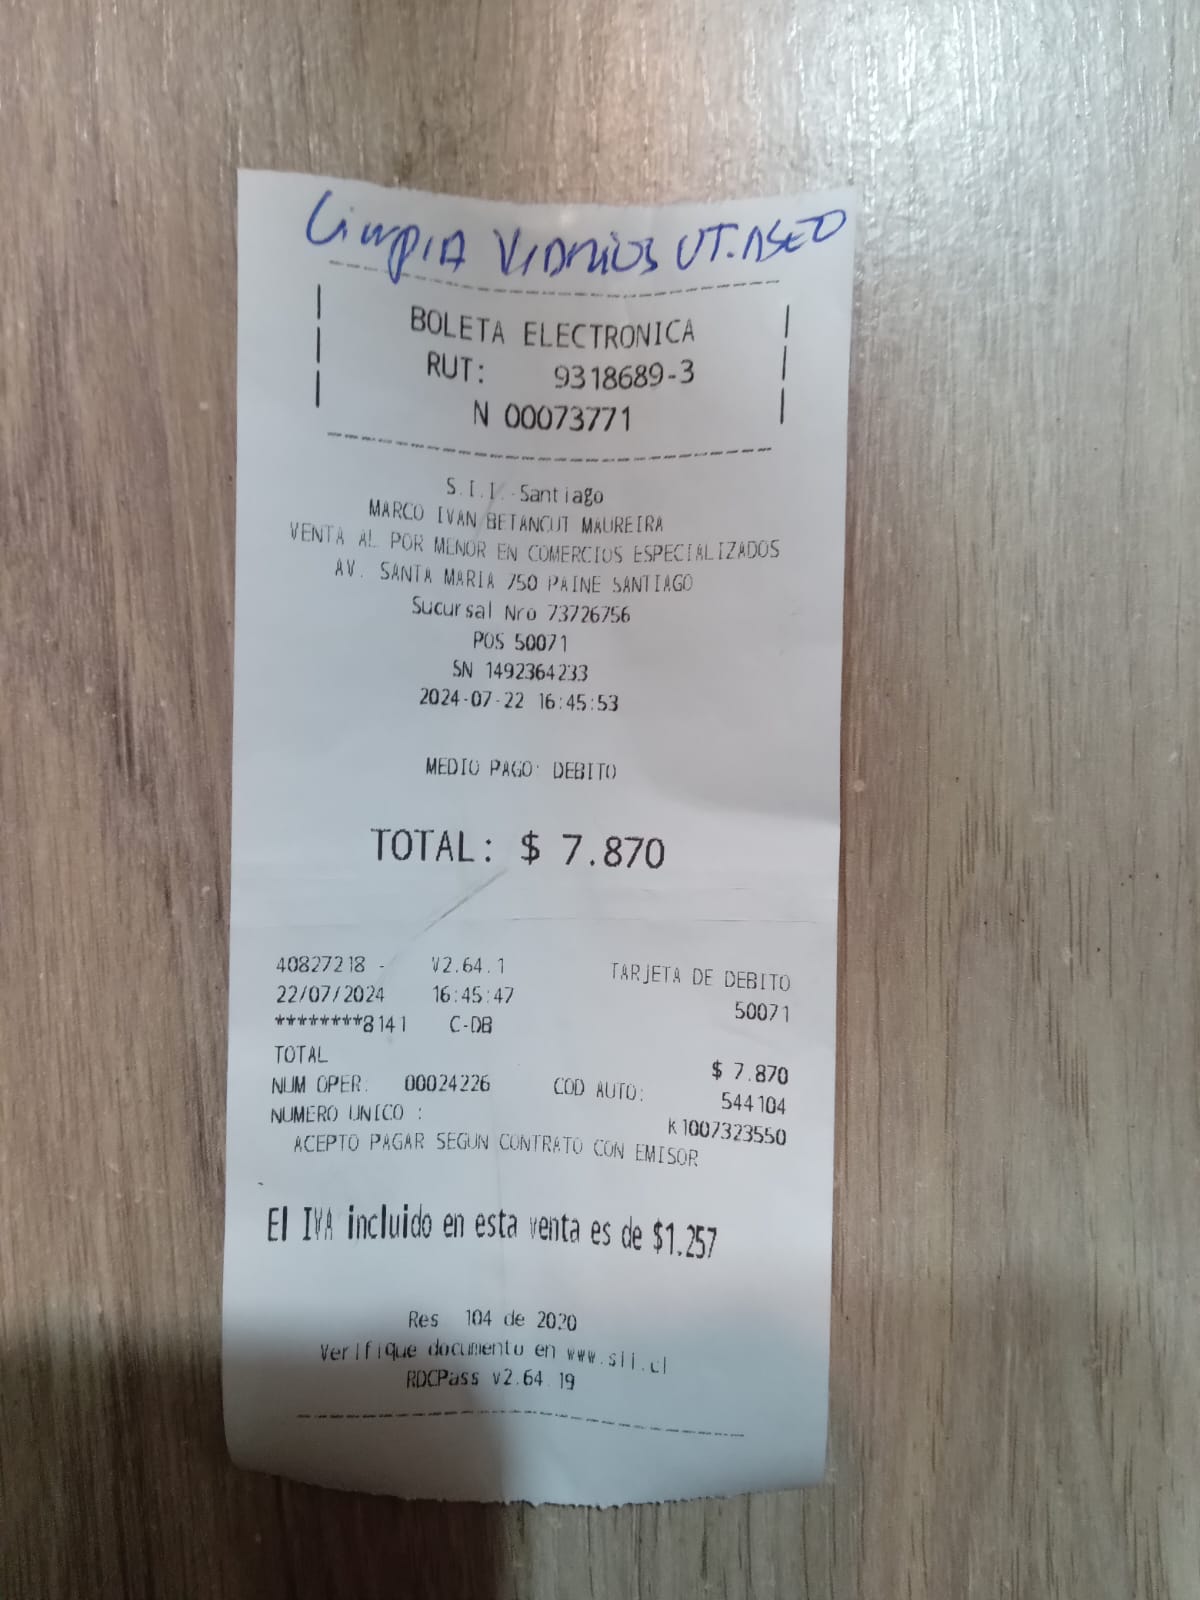 Limpia Vidrios UT. ASEO
BOLETA ELECTRONICA
RUT: 9318689-3
N 00073771
S.I.I.-Santiago
MARCO IVAN BETANCUT MAUREIRA
VENTA AL POR MENOR EN COMERCIOS ESPECIALIZADOS
AV. SANTA MARIA 750 PAINE SANTIAGO
Sucursal Nro 73726756
POS 50071
SN 1492364233
2024-07-22 16:45:53
MEDIO PAGO: DEBITO
TOTAL: $ 7.870
40827218 - V2.64.1 TARJETA DE DEBITO
22/07/2024 16:45:47 50071
********8141 C-DB
TOTAL $ 7.870
NUM OPER: 00024226 COD AUTO: 544104
NUMERO UNICO : K1007323550
ACEPTO PAGAR SEGUN CONTRATO CON EMISOR
El IVA incluido en esta venta es de $1.257
Res 104 de 2020
Verifique documento en www.sii.cl
RDCPass v2.64.19